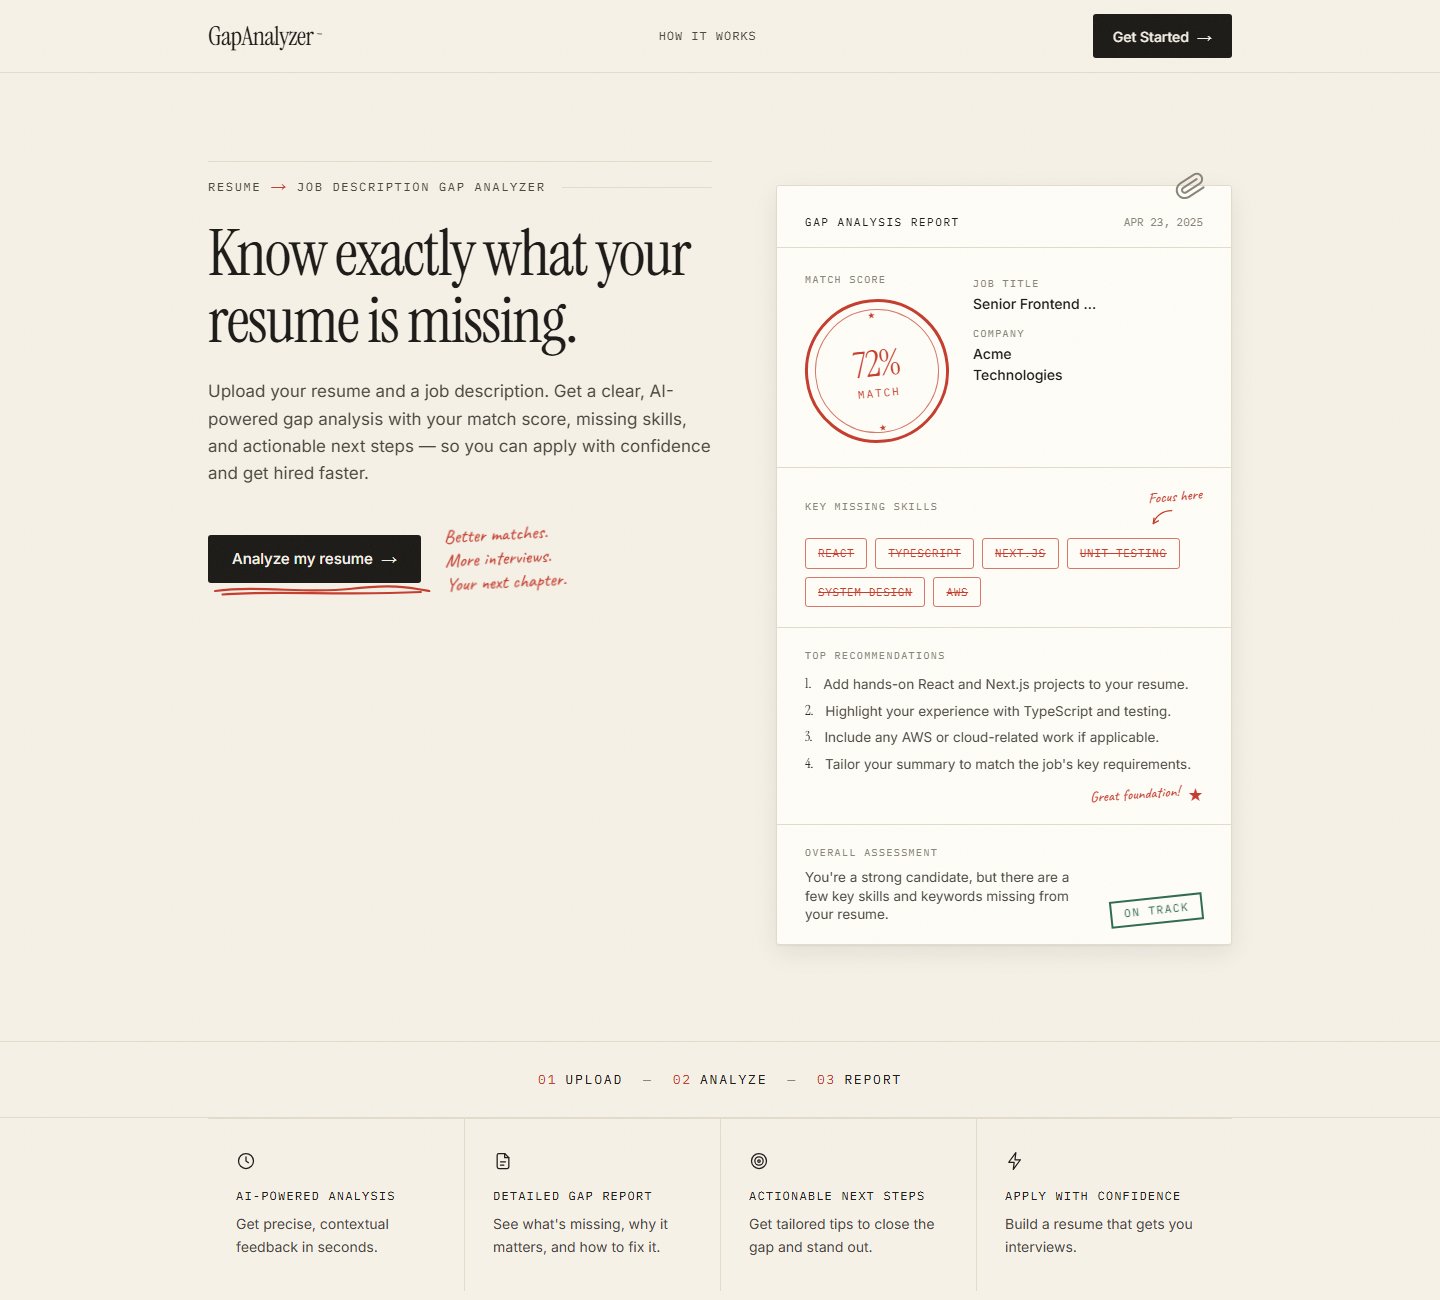 GapAnalyzer™
HOW IT WORKS
Get Started →
RESUME → JOB DESCRIPTION GAP ANALYZER
Know exactly what your
resume is missing.
Upload your resume and a job description. Get a clear, AI-
powered gap analysis with your match score, missing skills,
and actionable next steps — so you can apply with confidence
and get hired faster.
Analyze my resume →
Better matches.
More interviews.
Your next chapter.
GAP ANALYSIS REPORT
APR 23, 2025
MATCH SCORE
★
72%
MATCH
★
JOB TITLE
Senior Frontend ...
COMPANY
Acme
Technologies
KEY MISSING SKILLS
Focus here
REACT
TYPESCRIPT
NEXT.JS
UNIT TESTING
SYSTEM DESIGN
AWS
TOP RECOMMENDATIONS
1. Add hands-on React and Next.js projects to your resume.
2. Highlight your experience with TypeScript and testing.
3. Include any AWS or cloud-related work if applicable.
4. Tailor your summary to match the job's key requirements.
Great foundation! ★
OVERALL ASSESSMENT
You're a strong candidate, but there are a
few key skills and keywords missing from
your resume.
ON TRACK
01 UPLOAD — 02 ANALYZE — 03 REPORT
AI-POWERED ANALYSIS
Get precise, contextual
feedback in seconds.
DETAILED GAP REPORT
See what's missing, why it
matters, and how to fix it.
ACTIONABLE NEXT STEPS
Get tailored tips to close the
gap and stand out.
APPLY WITH CONFIDENCE
Build a resume that gets you
interviews.